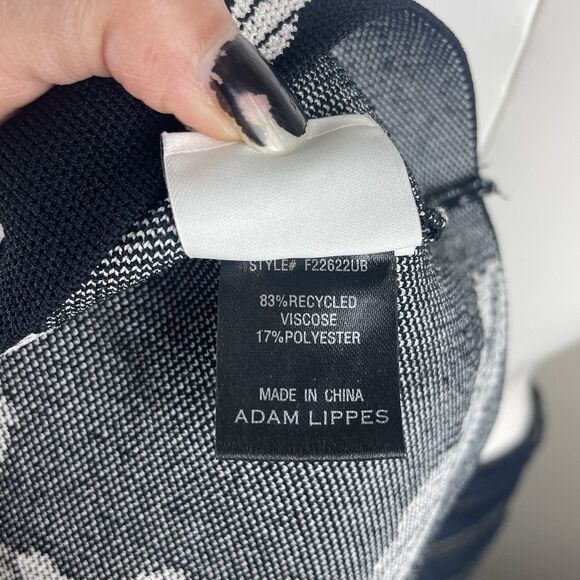 STYLE# F22622UB
83%RECYCLED
VISCOSE
17%POLYESTER
MADE IN CHINA
ADAM LIPPES